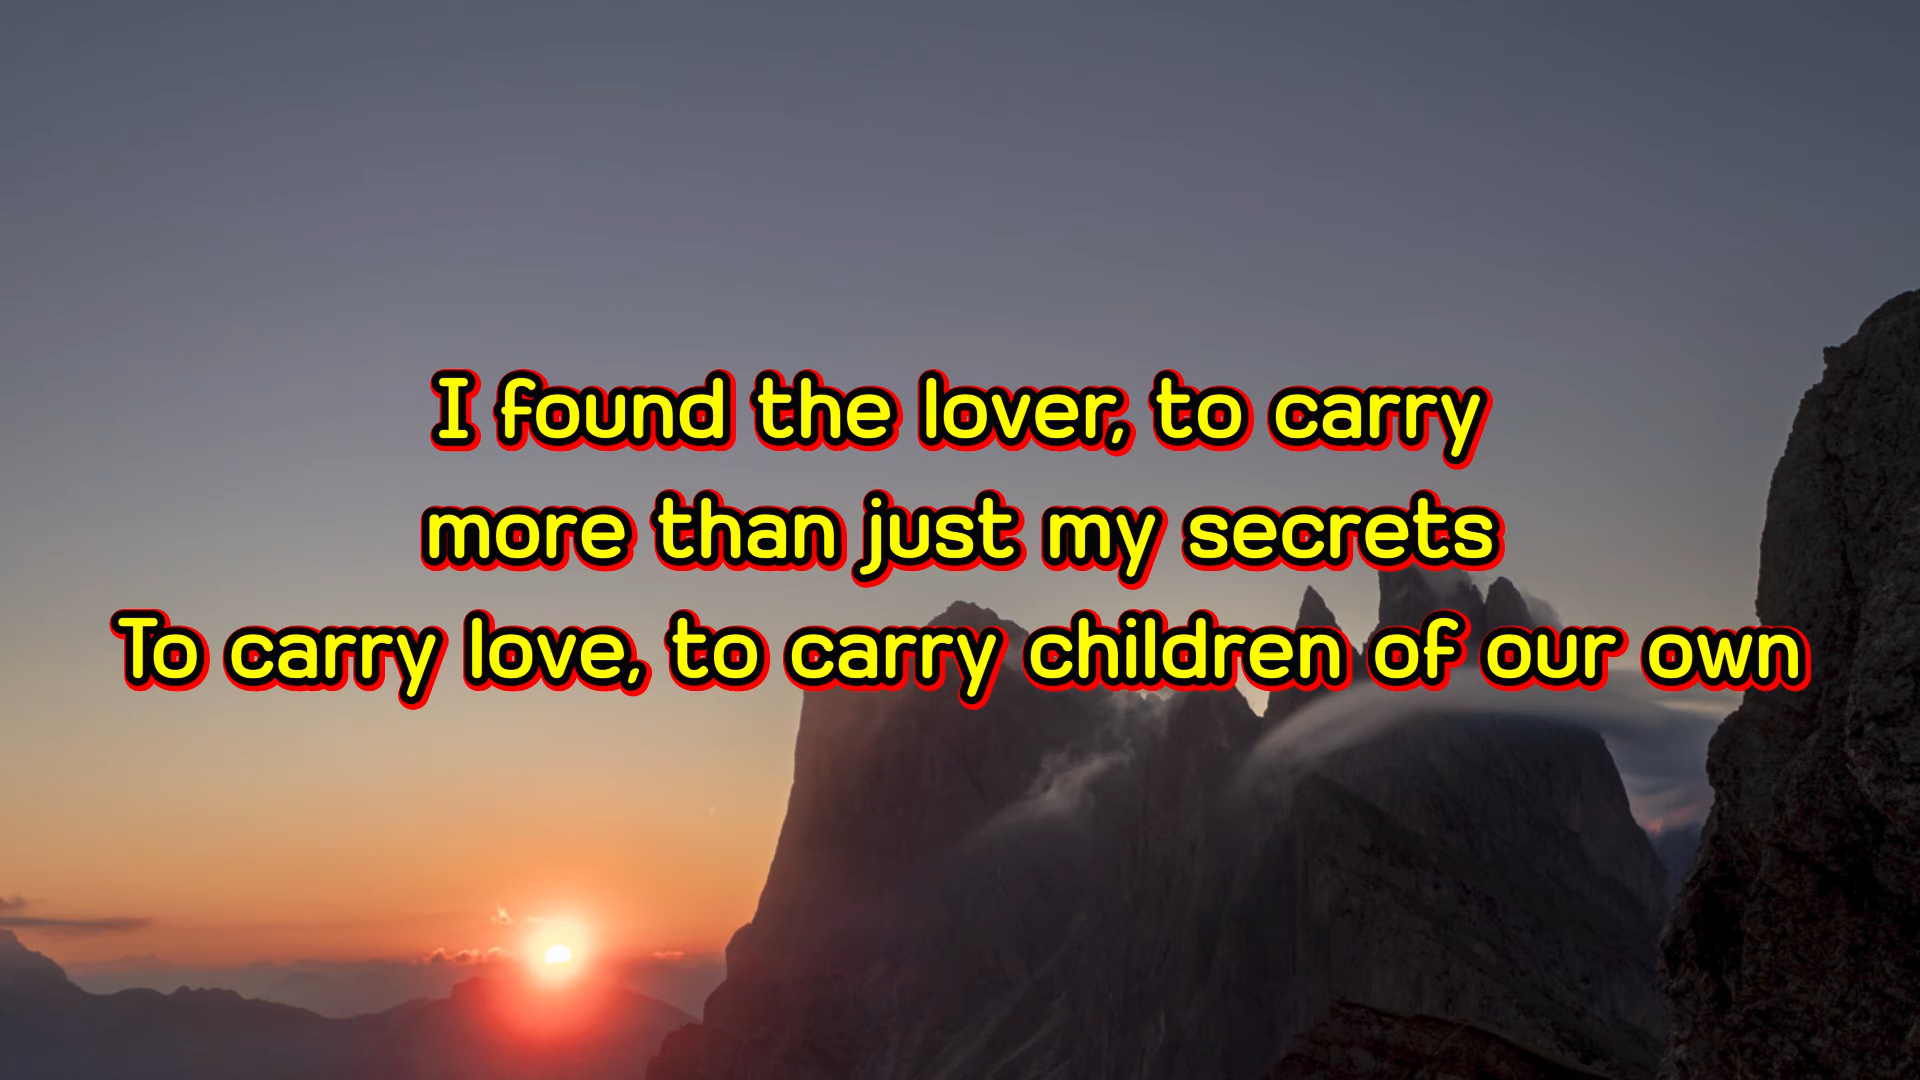 I found the lover, to carry
more than just my secrets
To carry love, to carry children of our own